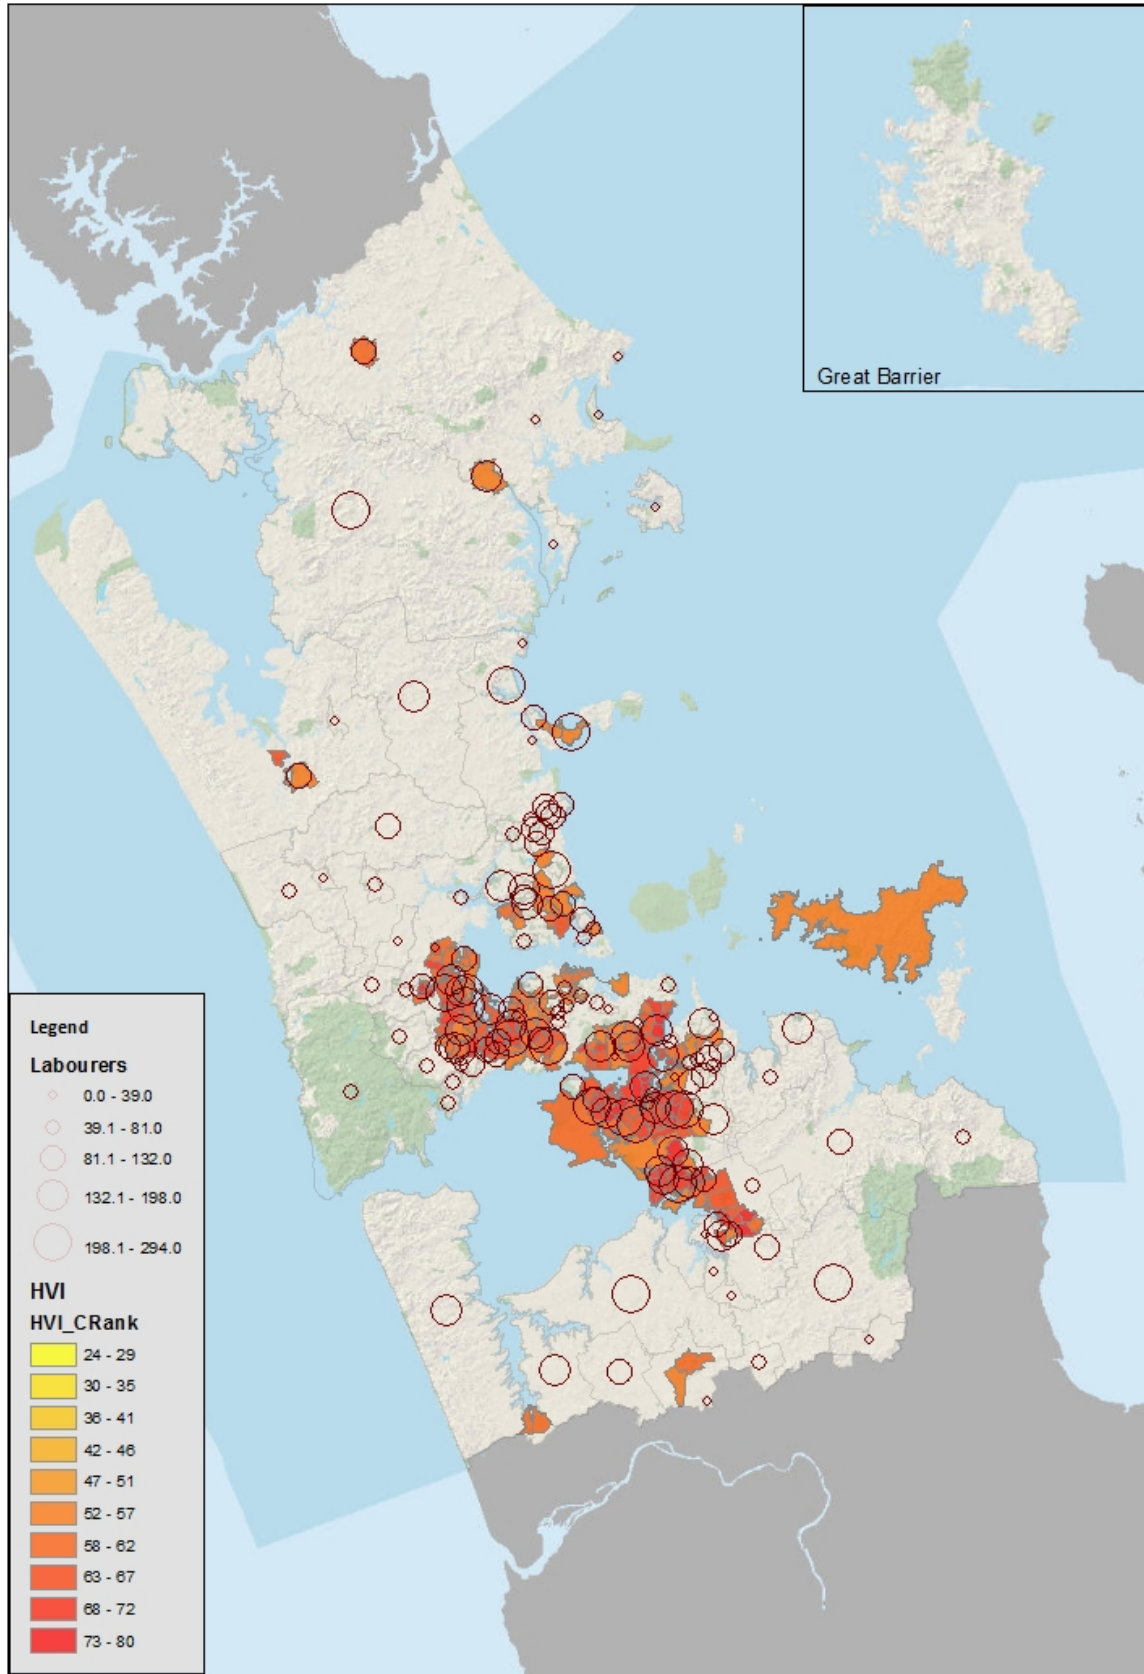 Great Barrier
Legend
Labourers
0.0 - 39.0
39.1 - 81.0
81.1 - 132.0
132.1 - 198.0
198.1 - 294.0
HVI
HVI_CRank
24 - 29
30 - 35
36 - 41
42 - 46
47 - 51
52 - 57
58 - 62
63 - 67
68 - 72
73 - 80